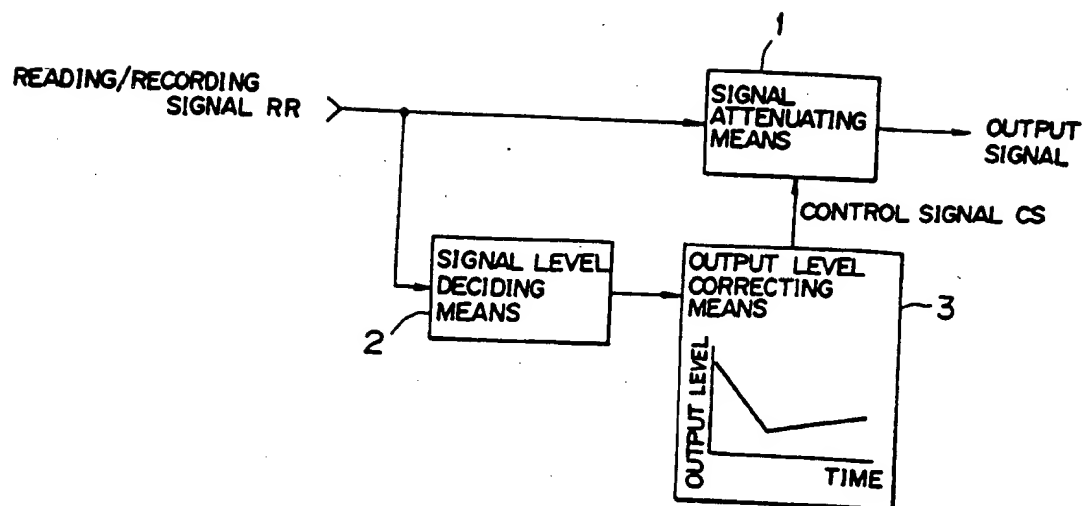 1
READING/RECORDING
SIGNAL RR
SIGNAL
ATTENUATING
MEANS
OUTPUT
SIGNAL
CONTROL SIGNAL CS
SIGNAL LEVEL
DECIDING
MEANS
2
OUTPUT LEVEL
CORRECTING
MEANS
3
OUTPUT LEVEL
TIME